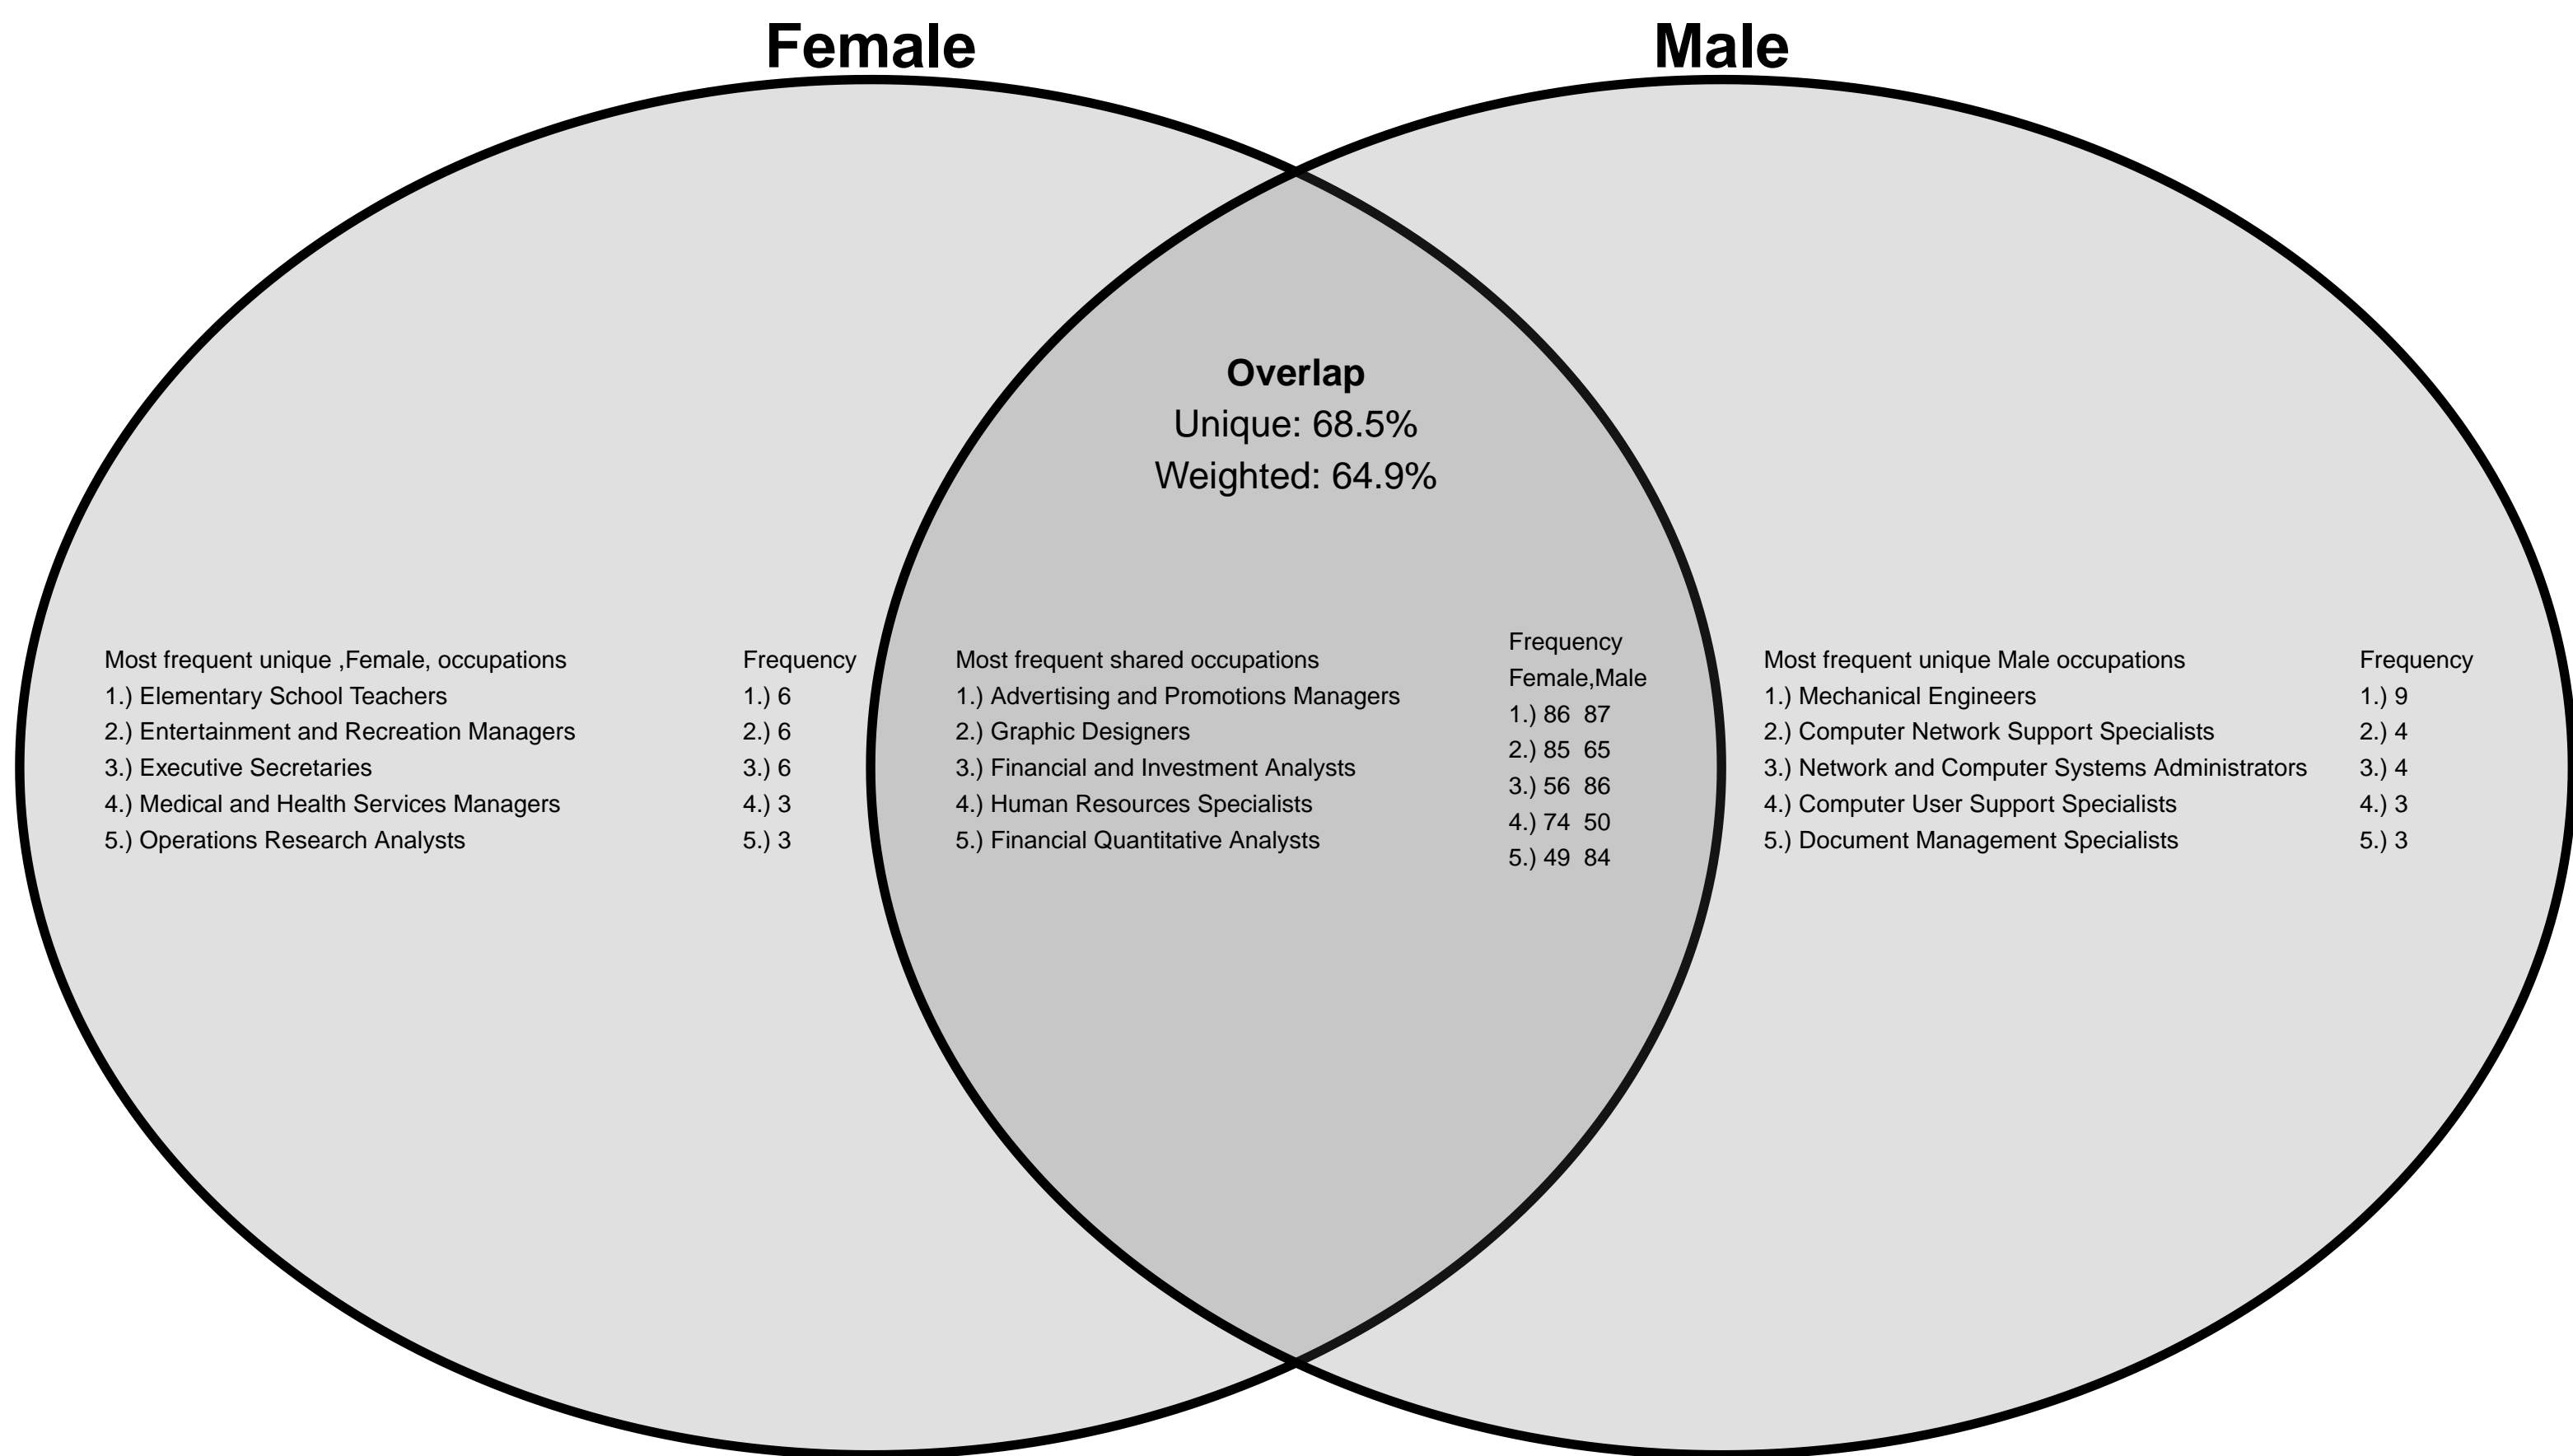 Female
Male
Overlap
Unique: 68.5%
Weighted: 64.9%
Most frequent unique ,Female, occupations
1.) Elementary School Teachers
2.) Entertainment and Recreation Managers
3.) Executive Secretaries
4.) Medical and Health Services Managers
5.) Operations Research Analysts
Frequency
1.) 6
2.) 6
3.) 6
4.) 3
5.) 3
Most frequent shared occupations
1.) Advertising and Promotions Managers
2.) Graphic Designers
3.) Financial and Investment Analysts
4.) Human Resources Specialists
5.) Financial Quantitative Analysts
Frequency
Female,Male
1.) 86 87
2.) 85 65
3.) 56 86
4.) 74 50
5.) 49 84
Most frequent unique Male occupations
1.) Mechanical Engineers
2.) Computer Network Support Specialists
3.) Network and Computer Systems Administrators
4.) Computer User Support Specialists
5.) Document Management Specialists
Frequency
1.) 9
2.) 4
3.) 4
4.) 3
5.) 3